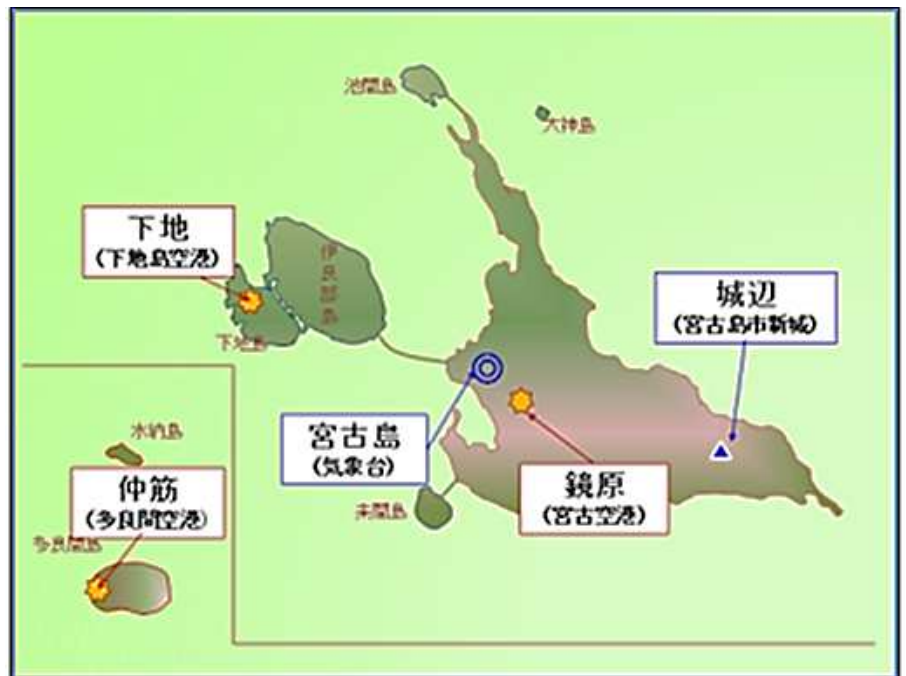 池間島
大神島
下地
(下地島空港)
伊良部島
下地島
城辺
(宮古島市新城)
宮古島
(気象台)
鏡原
(宮古空港)
来間島
水納島
仲筋
(多良間空港)
多良間島